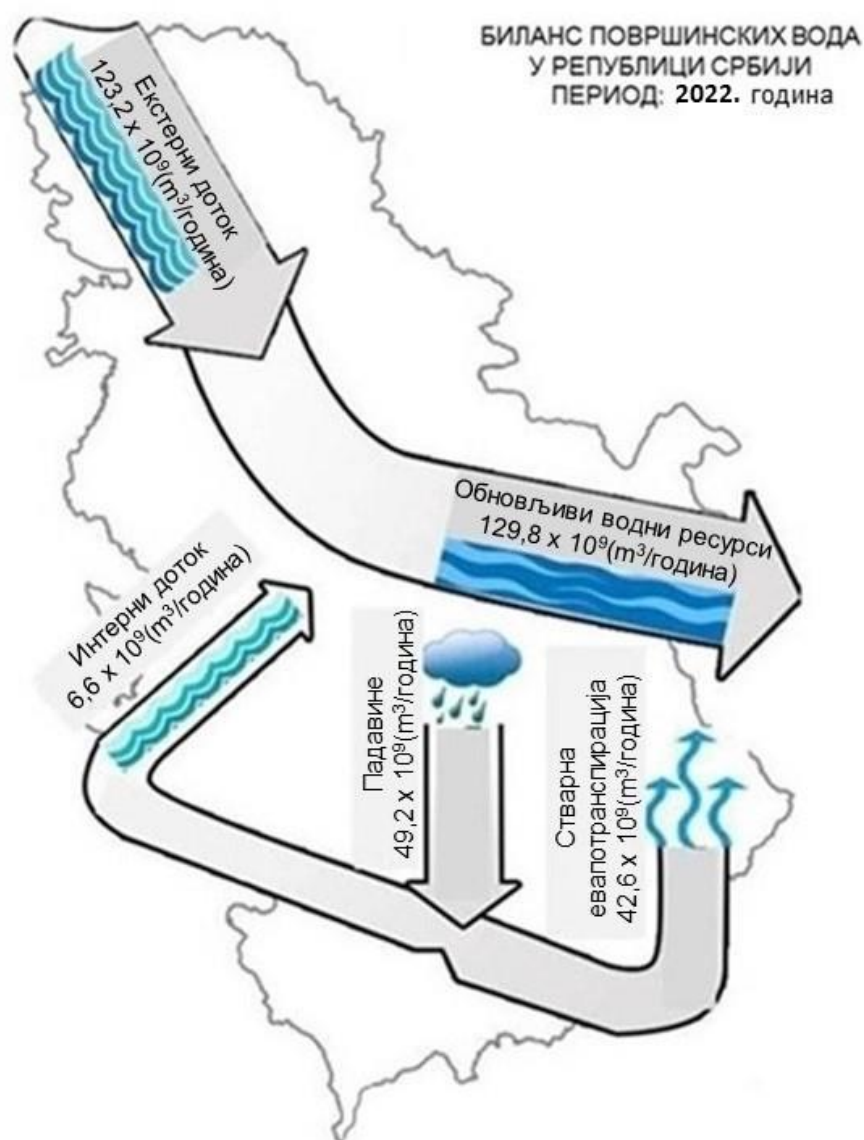 БИЛАНС ПОВРШИНСКИХ ВОДА
У РЕПУБЛИЦИ СРБИЈИ
ПЕРИОД: 2022. година
Екстерни доток
123,2 x 10⁹(m³/година)
Обновљиви водни ресурси
129,8 x 10⁹(m³/година)
Интерни доток
6,6 x 10⁹(m³/година)
Падавине
49,2 x 10⁹(m³/година)
Стварна
евапотранспирација
42,6 x 10⁹(m³/година)